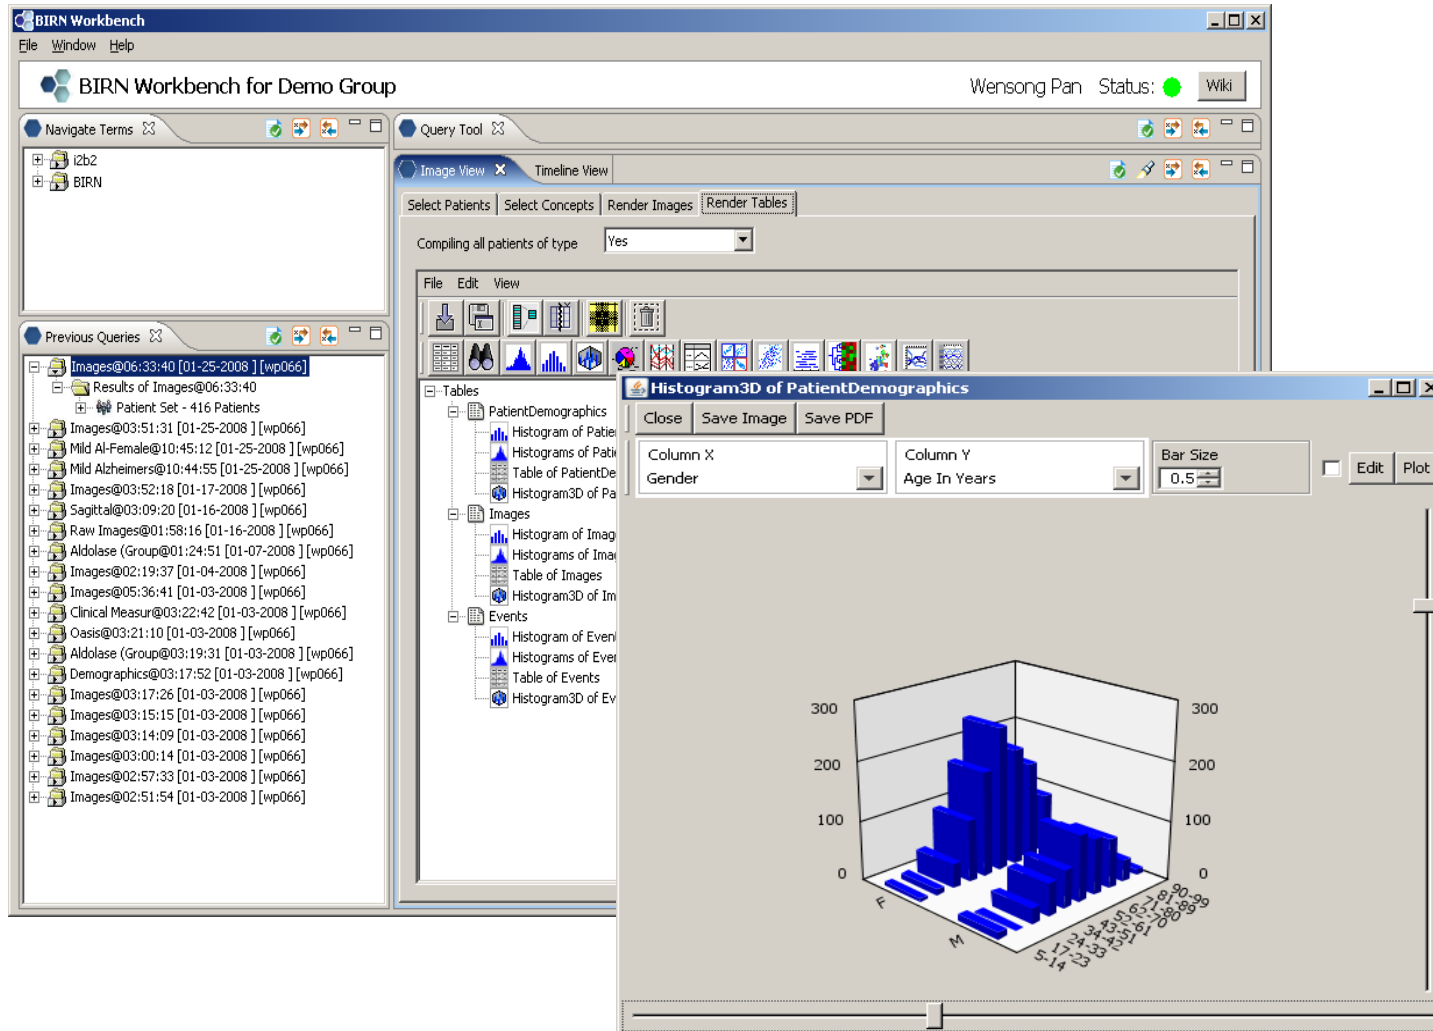 BIRN Workbench
File Window Help
BIRN Workbench for Demo Group
Wensong Pan Status: Wiki
Navigate Terms
i2b2
BIRN
Previous Queries
Images@06:33:40 [01-25-2008 ] [wp066]
Results of Images@06:33:40
Patient Set - 416 Patients
Images@03:51:31 [01-25-2008 ] [wp066]
Mild Al-Female@10:45:12 [01-25-2008 ] [wp066]
Mild Alzheimers@10:44:55 [01-25-2008 ] [wp066]
Images@03:52:18 [01-17-2008 ] [wp066]
Sagittal@03:09:20 [01-16-2008 ] [wp066]
Raw Images@01:58:16 [01-16-2008 ] [wp066]
Aldolase (Group@01:24:51 [01-07-2008 ] [wp066]
Images@02:19:37 [01-04-2008 ] [wp066]
Images@05:36:41 [01-03-2008 ] [wp066]
Clinical Measur@03:22:42 [01-03-2008 ] [wp066]
Oasis@03:21:10 [01-03-2008 ] [wp066]
Aldolase (Group@03:19:31 [01-03-2008 ] [wp066]
Demographics@03:17:52 [01-03-2008 ] [wp066]
Images@03:17:26 [01-03-2008 ] [wp066]
Images@03:15:15 [01-03-2008 ] [wp066]
Images@03:14:09 [01-03-2008 ] [wp066]
Images@03:00:14 [01-03-2008 ] [wp066]
Images@02:57:33 [01-03-2008 ] [wp066]
Images@02:51:54 [01-03-2008 ] [wp066]
Query Tool
Image View Timeline View
Select Patients Select Concepts Render Images Render Tables
Compiling all patients of type Yes
File Edit View
Tables
PatientDemographics
Histogram of Patie
Histograms of Pati
Table of PatientDe
Histogram3D of Pa
Images
Histogram of Imag
Histograms of Ima
Table of Images
Histogram3D of Im
Events
Histogram of Even
Histograms of Eve
Table of Events
Histogram3D of Ev
Histogram3D of PatientDemographics
Close Save Image Save PDF
Column X Column Y Bar Size
Gender Age In Years 0.5 Edit Plot
300 300
200 200
100 100
0 0
F
M
5-14
17-23
90-99